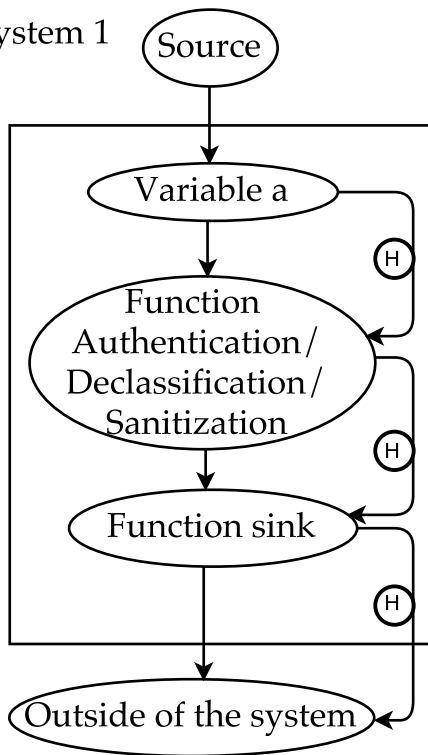 ystem 1
Source
Variable a
H
Function
Authentication/
Declassification/
Sanitization
H
Function sink
H
Outside of the system